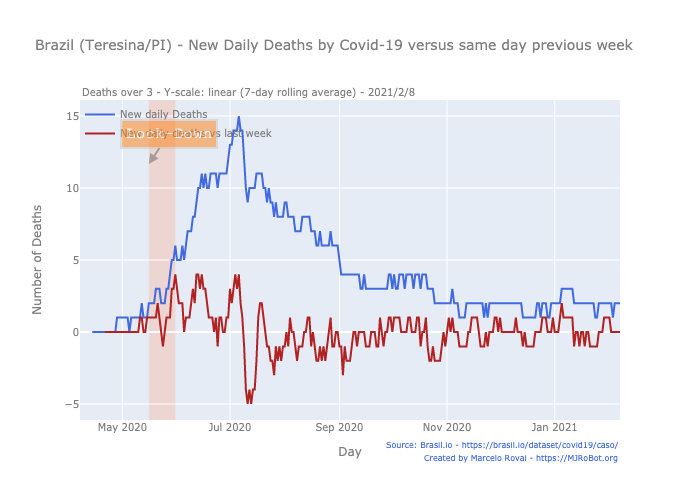 Brazil (Teresina/PI) - New Daily Deaths by Covid-19 versus same day previous week
Deaths over 3 - Y-scale: linear (7-day rolling average) - 2021/2/8
New daily Deaths
New daily deaths vs last week
Number of Deaths
15
10
5
0
−5
May 2020
Jul 2020
Sep 2020
Nov 2020
Jan 2021
Day
Source: Brasil.io - https://brasil.io/dataset/covid19/caso/
Created by Marcelo Rovai - https://MJRoBot.org